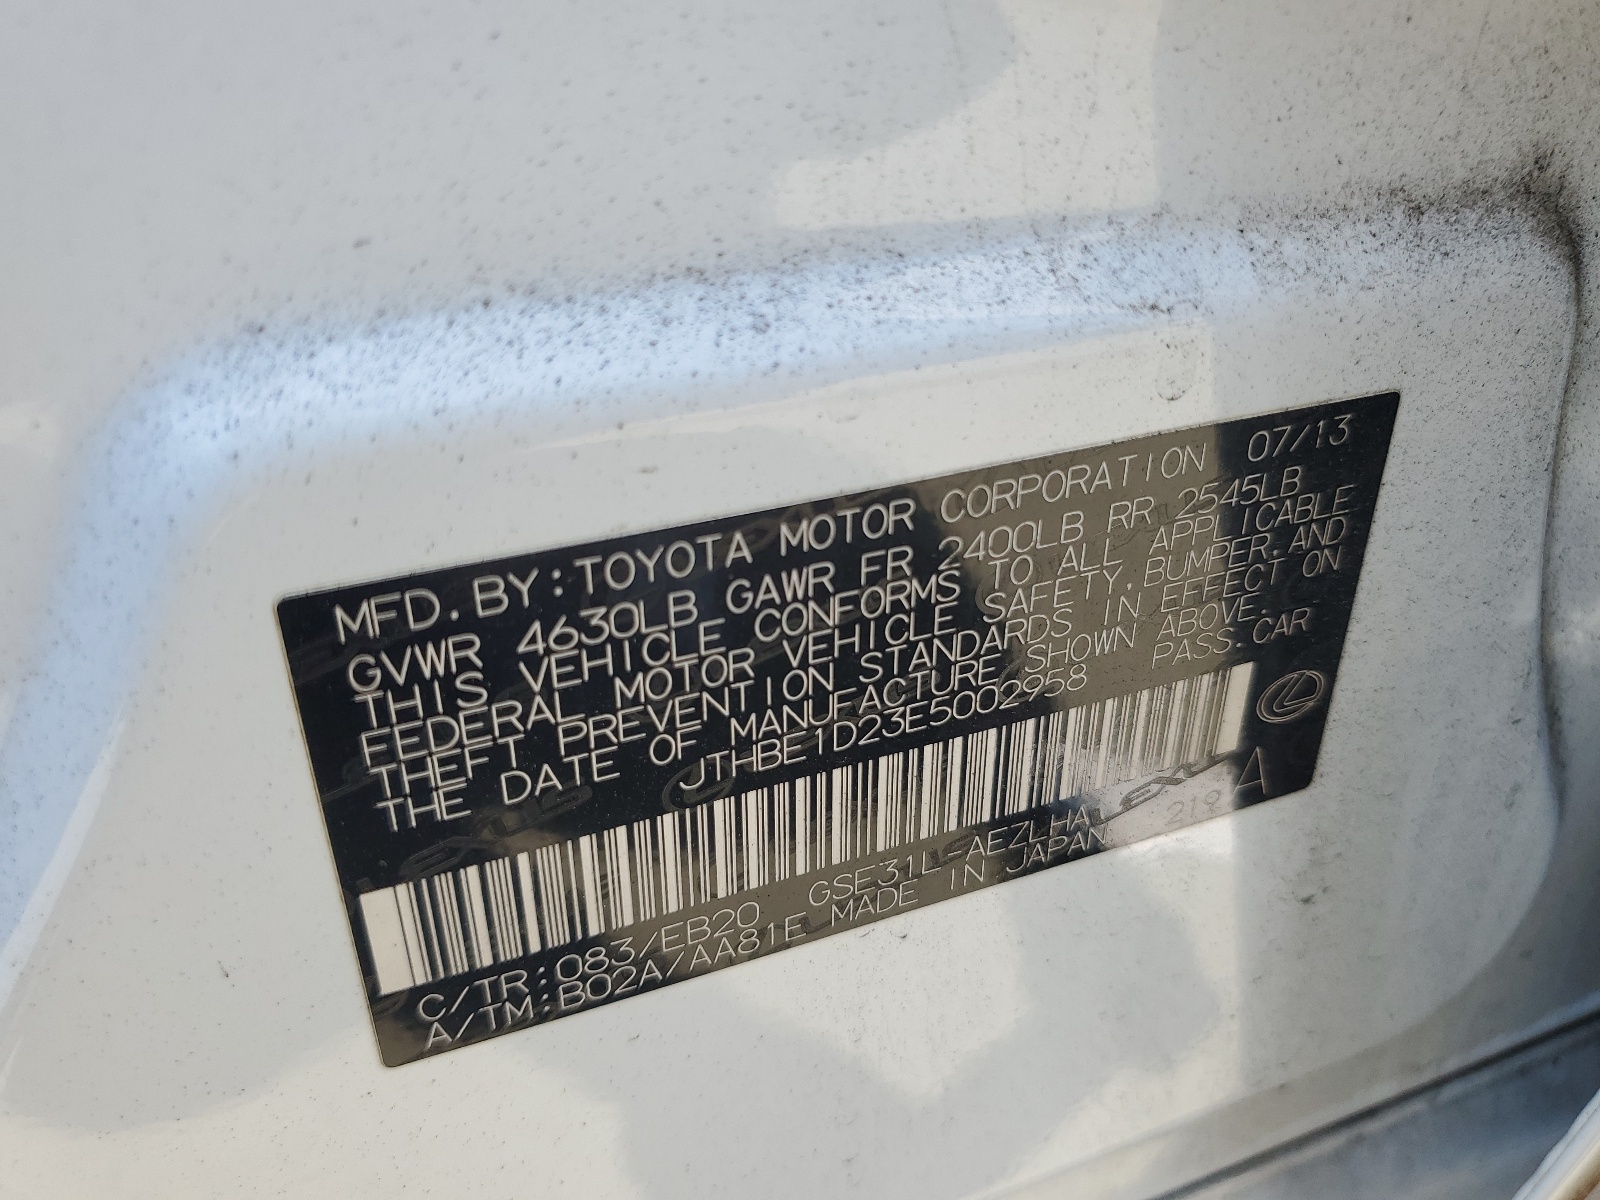 MFD. BY: TOYOTA MOTOR CORPORATION 07/13
GVWR 4630LB GAWR FR 2400LB RR 2545LB
THIS VEHICLE CONFORMS TO ALL APPLICABLE
FEDERAL MOTOR VEHICLE SAFETY, BUMPER, AND
THEFT PREVENTION STANDARDS IN EFFECT ON
THE DATE OF MANUFACTURE SHOWN ABOVE.
JTHBE1D23E5002958 PASS. CAR
C/TR:083/EB20 GSE31L-AEZLHA 219 A
A/TM:B02A/AA81E MADE IN JAPAN